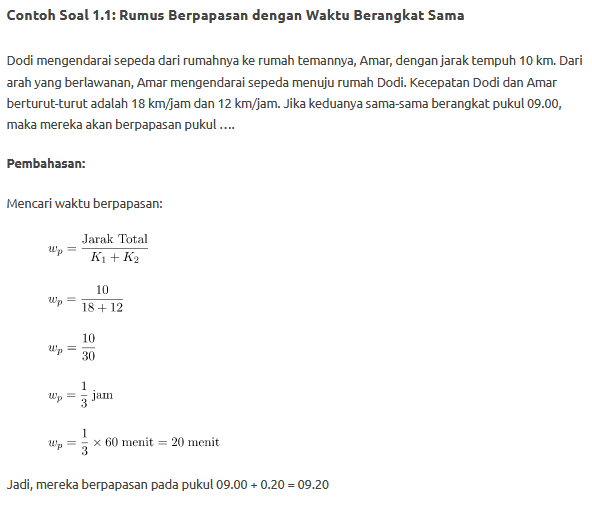 Contoh Soal 1.1: Rumus Berpapasan dengan Waktu Berangkat Sama
Dodi mengendarai sepeda dari rumahnya ke rumah temannya, Amar, dengan jarak tempuh 10 km. Dari
arah yang berlawanan, Amar mengendarai sepeda menuju rumah Dodi. Kecepatan Dodi dan Amar
berturut-turut adalah 18 km/jam dan 12 km/jam. Jika keduanya sama-sama berangkat pukul 09.00,
maka mereka akan berpapasan pukul ….
Pembahasan:
Mencari waktu berpapasan:
w_p = \frac{Jarak Total}{K_1 + K_2}
w_p = \frac{10}{18 + 12}
w_p = \frac{10}{30}
w_p = \frac{1}{3} jam
w_p = \frac{1}{3} × 60 menit = 20 menit
Jadi, mereka berpapasan pada pukul 09.00 + 0.20 = 09.20